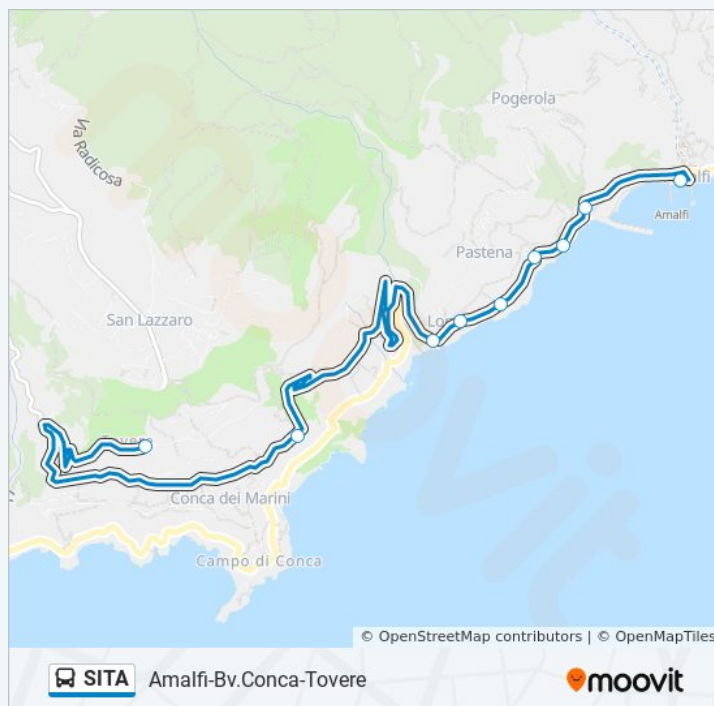 Pogerola
Via Radicosa
Amalfi
Pastena
San Lazzaro
Tovere
Conca dei Marini
Campo di Conca
© OpenStreetMap contributors | © OpenMapTiles
SITA
Amalfi-Bv.Conca-Tovere
moovit